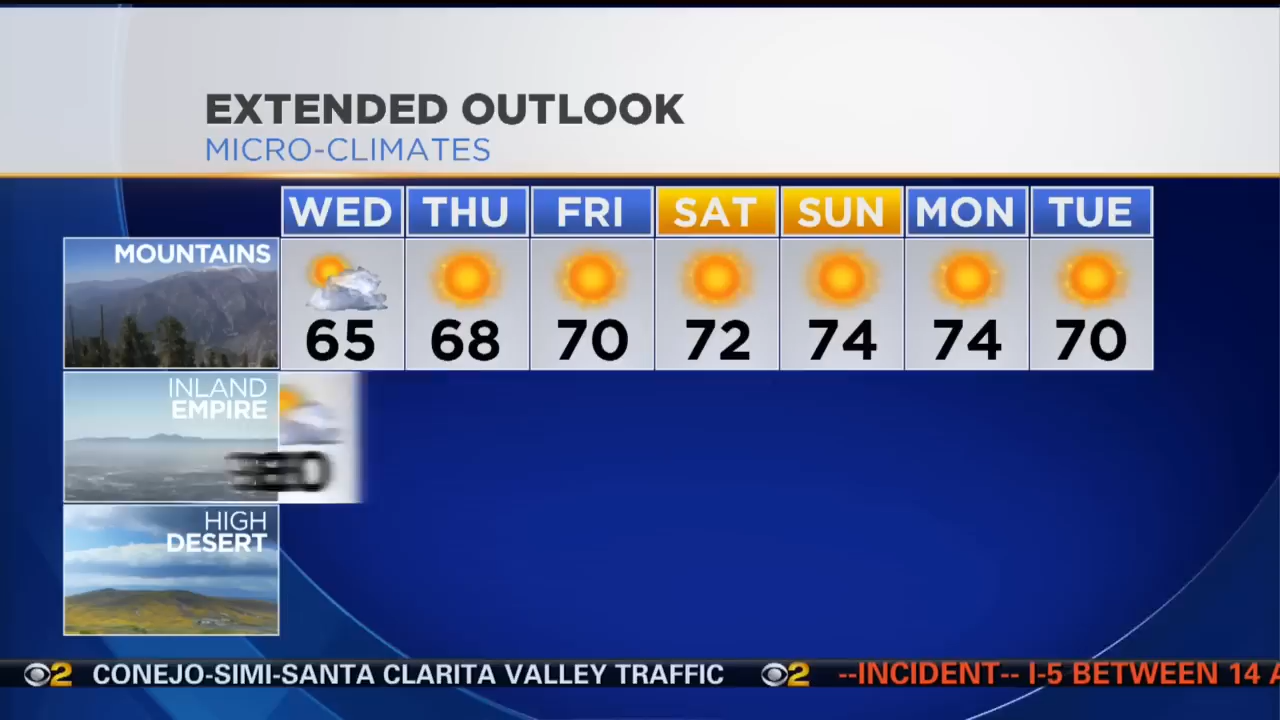 EXTENDED OUTLOOK
MICRO-CLIMATES
WED THU FRI SAT SUN MON TUE
MOUNTAINS
65 68 70 72 74 74 70
INLAND
EMPIRE
HIGH
DESERT
2 CONEJO-SIMI-SANTA CLARITA VALLEY TRAFFIC 2 --INCIDENT-- I-5 BETWEEN 14